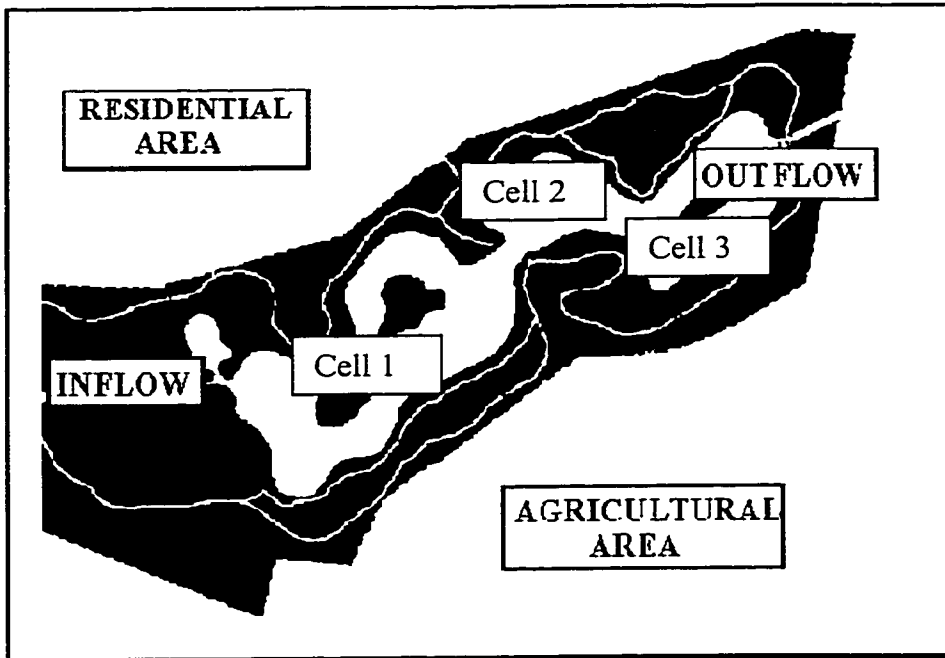 RESIDENTIAL
AREA
Cell 2
OUTFLOW
Cell 3
INFLOW
Cell 1
AGRICULTURAL
AREA